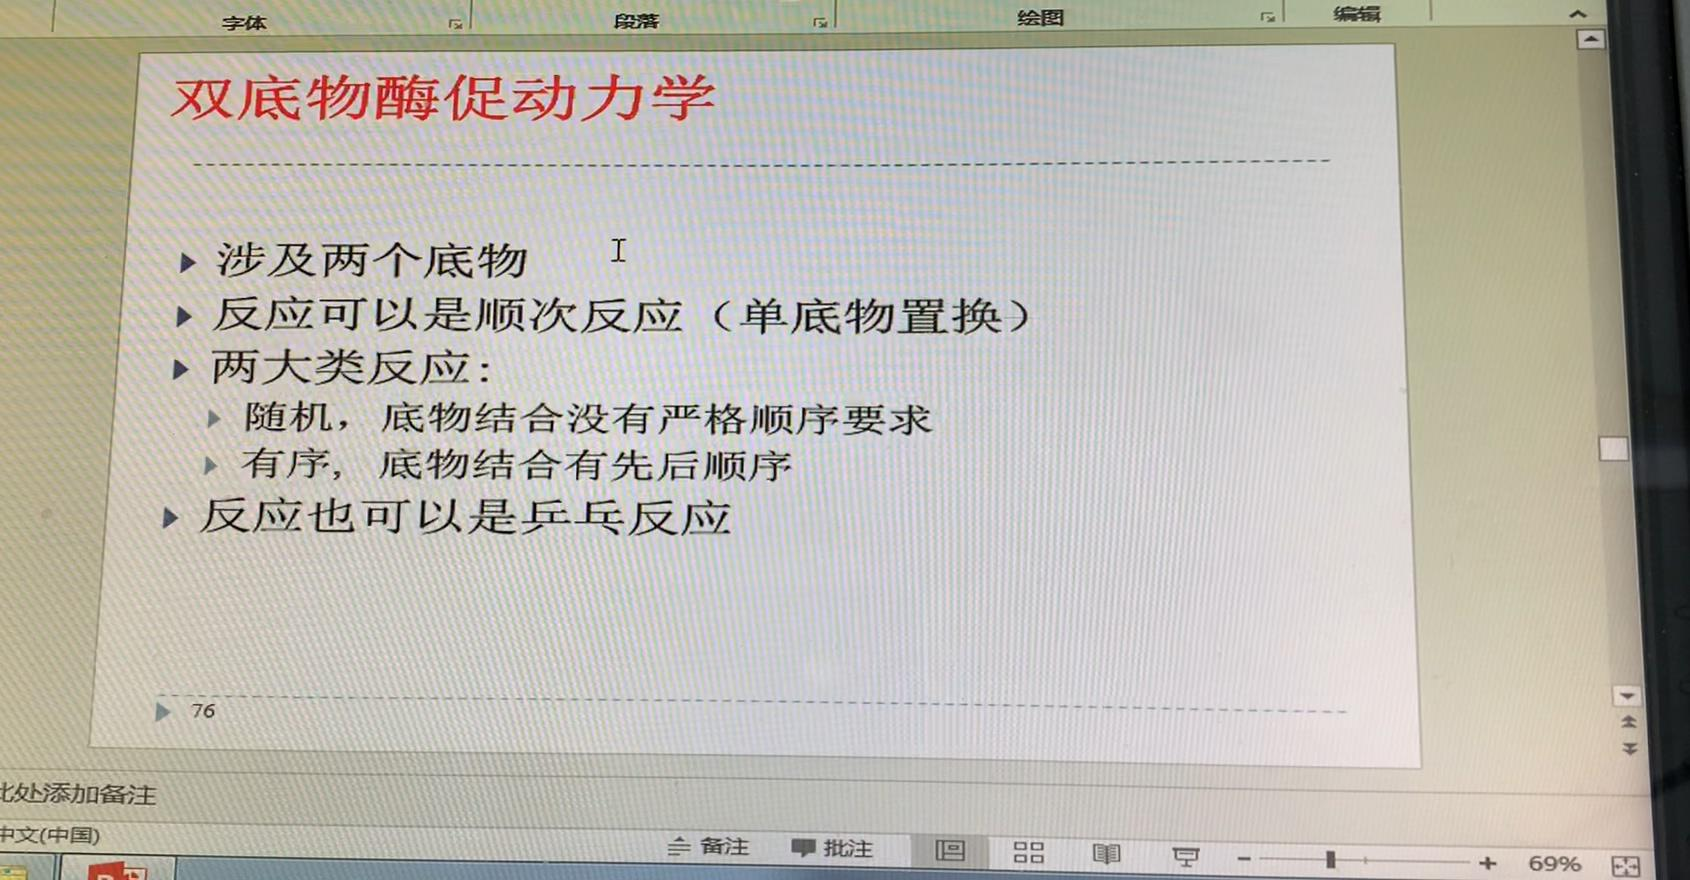 字体 段落 绘图 编辑
双底物酶促动力学
涉及两个底物
反应可以是顺次反应（单底物置换）
两大类反应:
随机，底物结合没有严格顺序要求
有序，底物结合有先后顺序
反应也可以是乒乓反应
76
此处添加备注
中文(中国)
备注 批注 69%